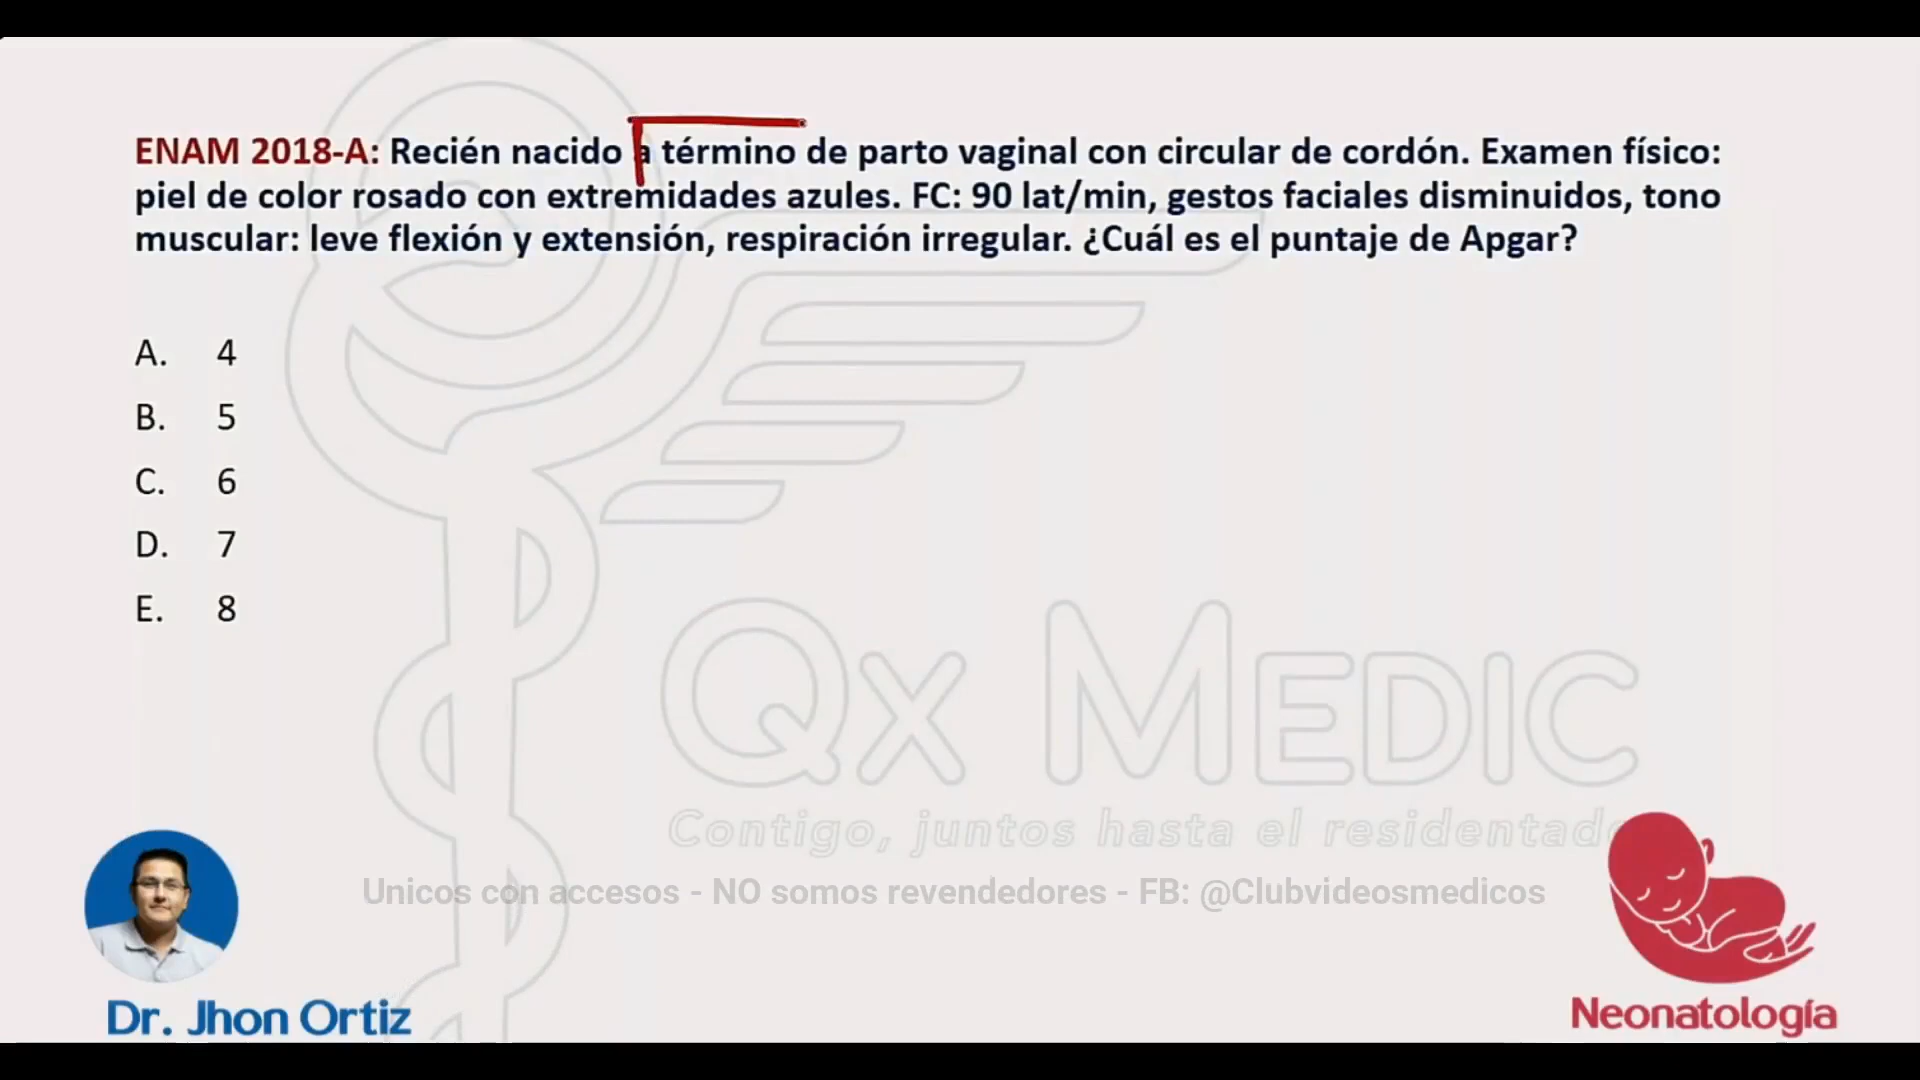 ENAM 2018-A: Recién nacido a término de parto vaginal con circular de cordón. Examen físico:
piel de color rosado con extremidades azules. FC: 90 lat/min, gestos faciales disminuidos, tono
muscular: leve flexión y extensión, respiración irregular. ¿Cuál es el puntaje de Apgar?
A. 4
B. 5
C. 6
D. 7
E. 8
Qx MEDIC
Contigo, juntos hasta el residentado
Unicos con accesos - NO somos revendedores - FB: @Clubvideosmedicos
Dr. Jhon Ortiz
Neonatología